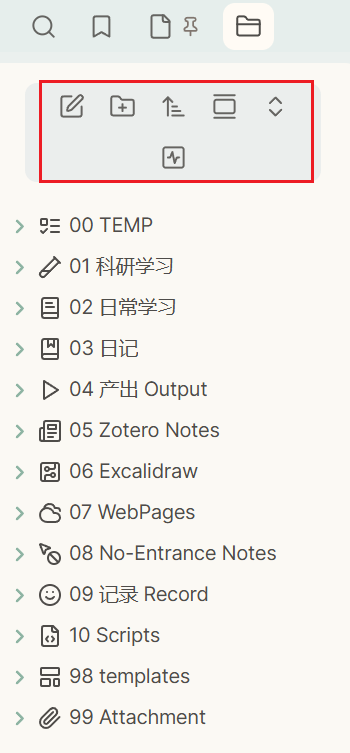 00 TEMP
01 科研学习
02 日常学习
03 日记
04 产出 Output
05 Zotero Notes
06 Excalidraw
07 WebPages
08 No-Entrance Notes
09 记录 Record
10 Scripts
98 templates
99 Attachment